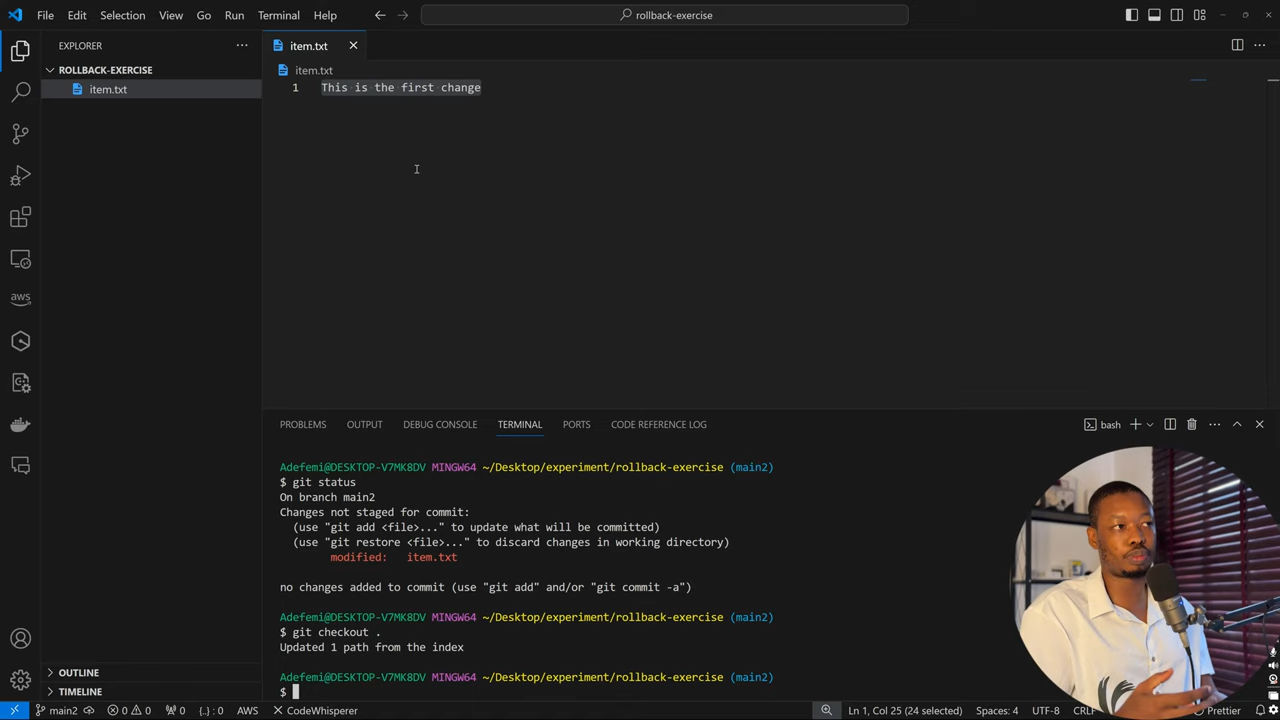 File Edit Selection View Go Run Terminal Help
rollback-exercise
EXPLORER
item.txt
ROLLBACK-EXERCISE
item.txt
item.txt
1 This is the first change
aws
PROBLEMS OUTPUT DEBUG CONSOLE TERMINAL PORTS CODE REFERENCE LOG
bash
Adefemi@DESKTOP-V7MK8DV MINGW64 ~/Desktop/experiment/rollback-exercise (main2)
$ git status
On branch main2
Changes not staged for commit:
(use "git add <file>..." to update what will be committed)
(use "git restore <file>..." to discard changes in working directory)
modified: item.txt
no changes added to commit (use "git add" and/or "git commit -a")
Adefemi@DESKTOP-V7MK8DV MINGW64 ~/Desktop/experiment/rollback-exercise (main2)
$ git checkout .
Updated 1 path from the index
Adefemi@DESKTOP-V7MK8DV MINGW64 ~/Desktop/experiment/rollback-exercise (main2)
$
OUTLINE
TIMELINE
main2 0 0 0 {..} : 0 AWS CodeWhisperer Ln 1, Col 25 (24 selected) Spaces: 4 UTF-8 CRLF Prettier